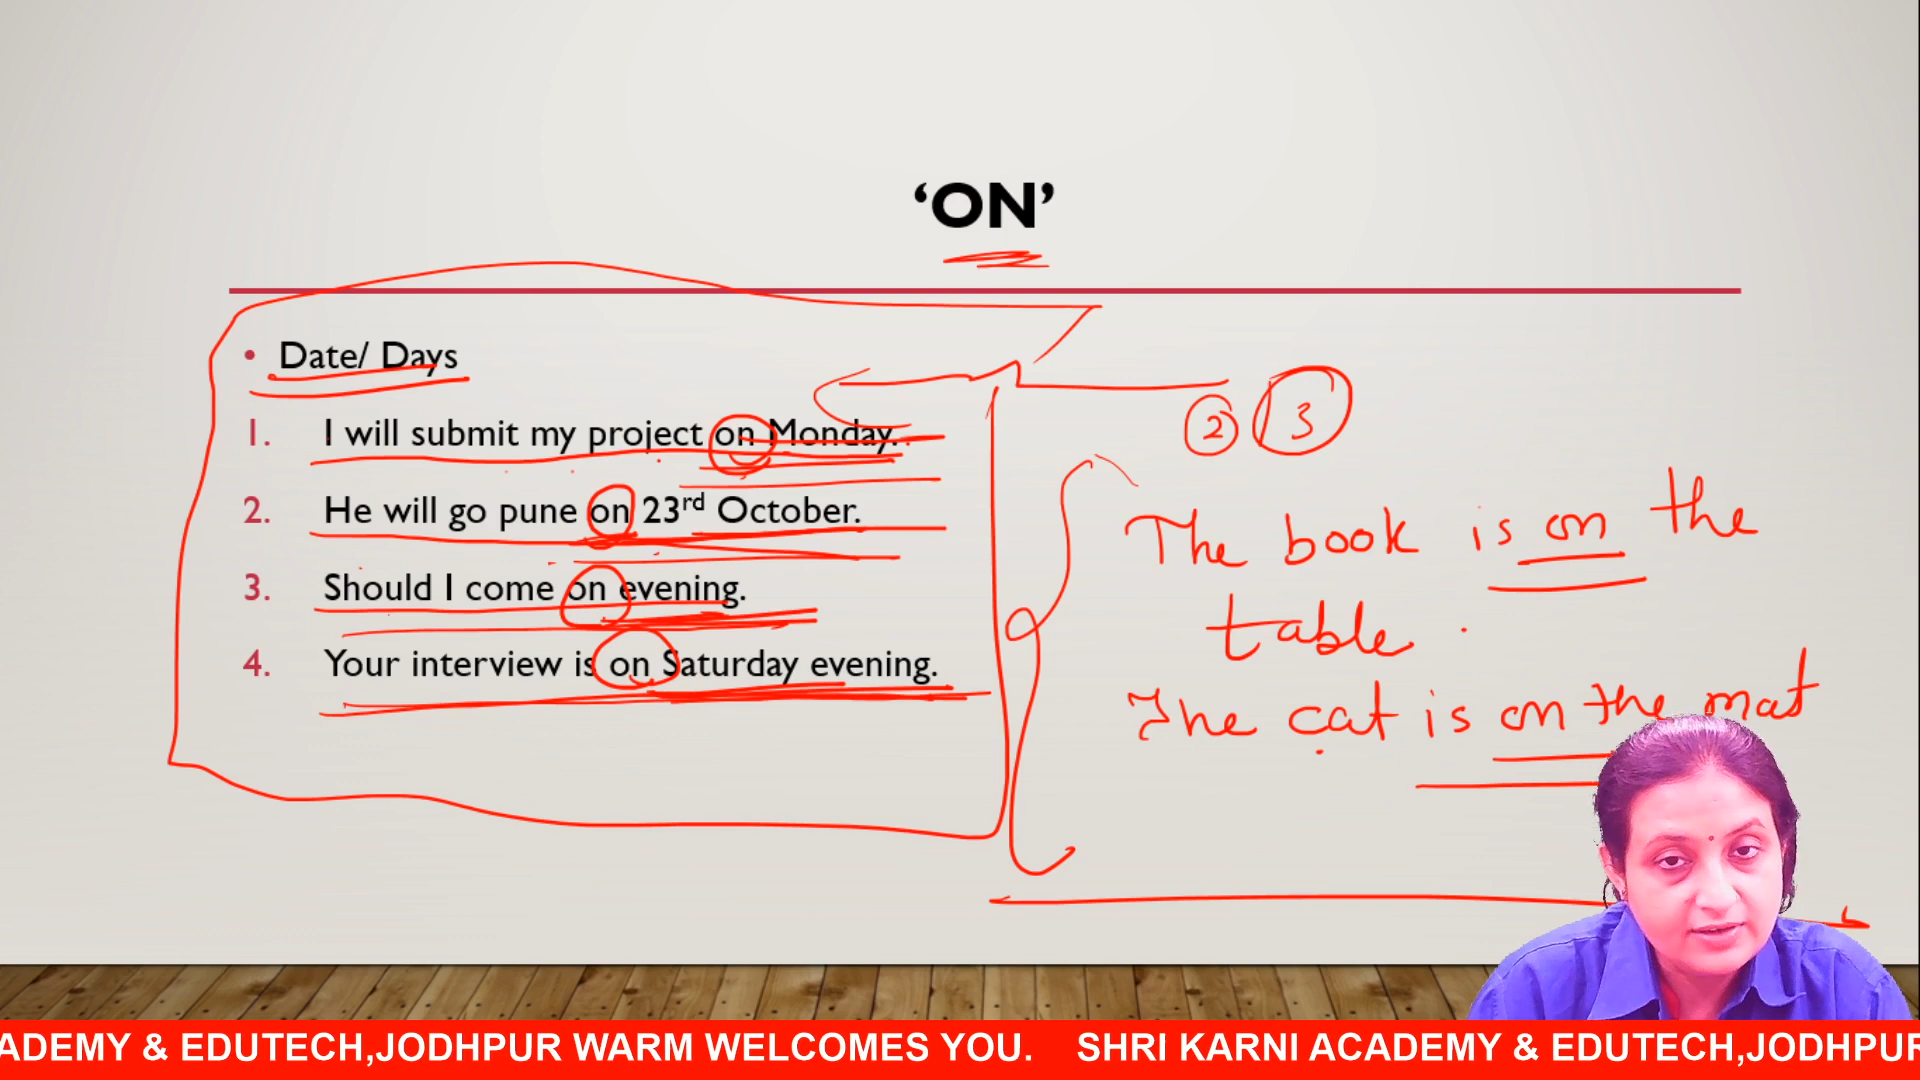 ‘ON’
• Date/ Days
1. I will submit my project on Monday.
2. He will go pune on 23rd October.
3. Should I come on evening.
4. Your interview is on Saturday evening.
2 3
The book is on the
table.
The cat is on the mat
ADEMY & EDUTECH,JODHPUR WARM WELCOMES YOU. SHRI KARNI ACADEMY & EDUTECH,JODHPUR